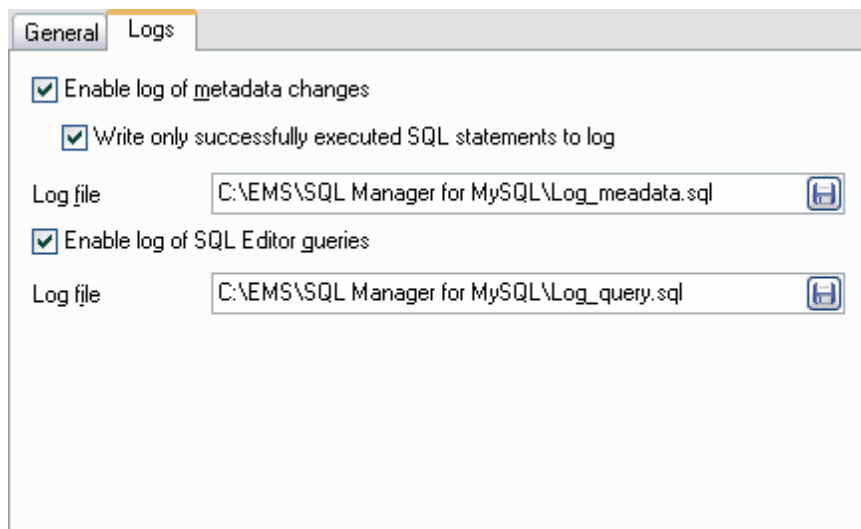 General Logs
Enable log of metadata changes
Write only successfully executed SQL statements to log
Log file C:\EMS\SQL Manager for MySQL\Log_meadata.sql
Enable log of SQL Editor queries
Log file C:\EMS\SQL Manager for MySQL\Log_query.sql